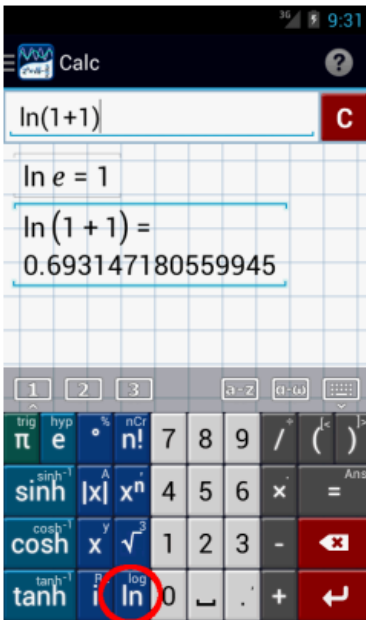 3G 9:31
Calc ?
ln(1+1) C
ln e = 1
ln (1 + 1) =
0.693147180559945
1 2 3 a-z α-ω
trig hyp % nCr ÷ [< ]>
π e ° n! 7 8 9 / ( )
sinh⁻¹ A Ans
sinh |x| xⁿ 4 5 6 × =
cosh⁻¹ y 3
cosh x √ 1 2 3 -
tanh⁻¹ log
tanh i ln 0 . +